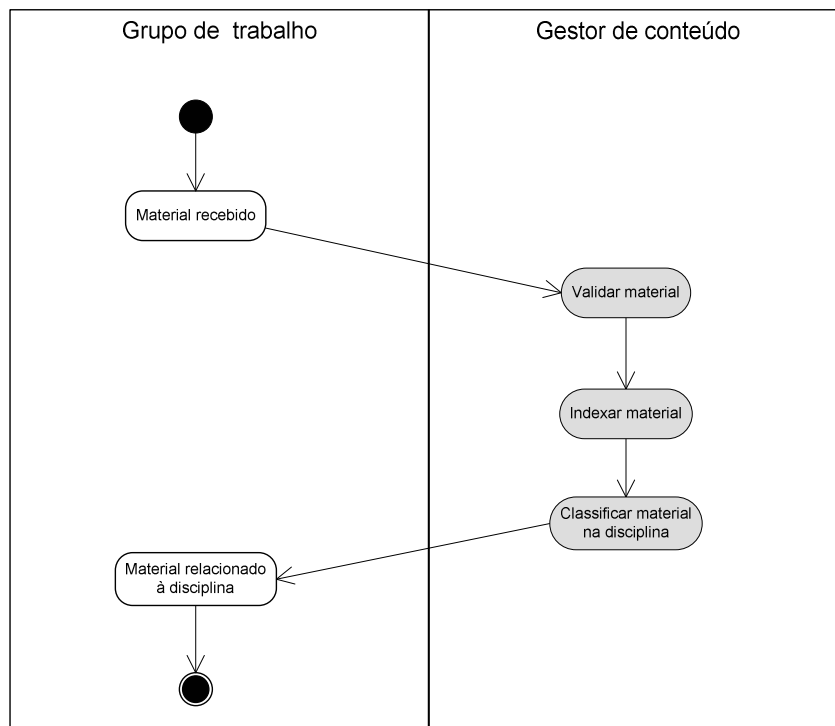 Grupo de trabalho
Gestor de conteúdo
Material recebido
Validar material
Indexar material
Classificar material
na disciplina
Material relacionado
à disciplina